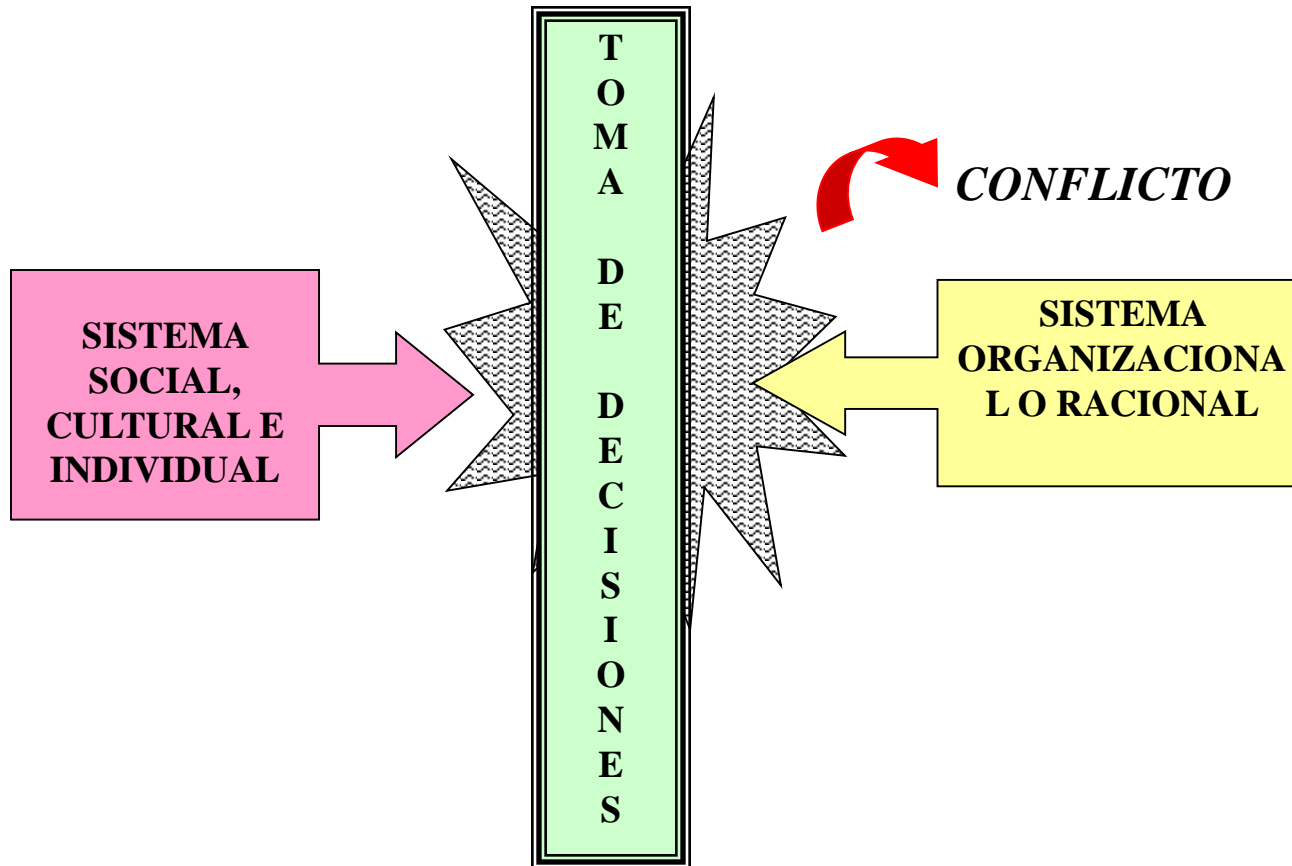 SISTEMA
SOCIAL,
CULTURAL E
INDIVIDUAL
T
O
M
A
D
E
D
E
C
I
S
I
O
N
E
S
CONFLICTO
SISTEMA
ORGANIZACIONA
L O RACIONAL